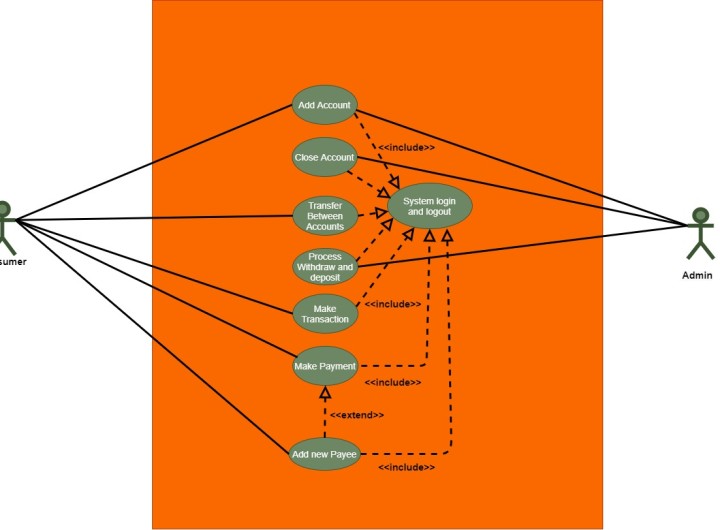 Add Account
<<include>>
Close Account
System login
and logout
Transfer
Between
Accounts
sumer
Process
Withdraw and
deposit
Admin
<<include>>
Make
Transaction
Make Payment
<<include>>
<<extend>>
Add new Payee
<<include>>